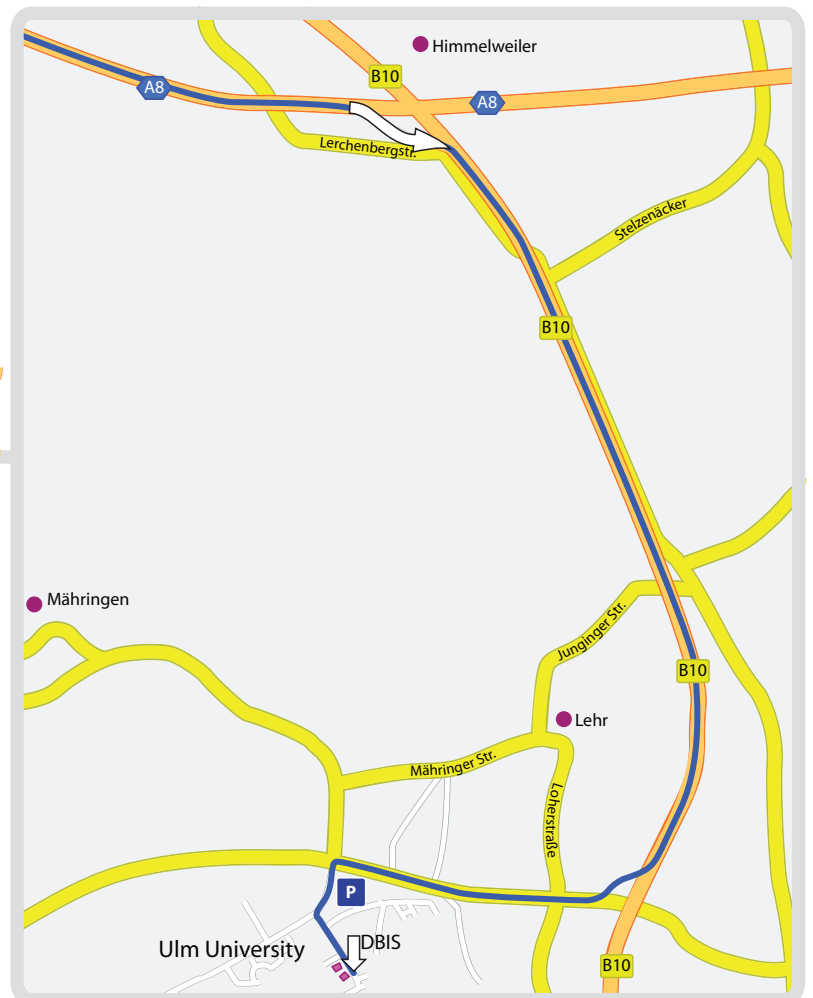 Himmelweiler
B10
A8
A8
Lerchenbergstr.
Stelzenäcker
B10
Mähringen
Junginger Str.
B10
Lehr
Mähringer Str.
Loherstraße
P
Ulm University
DBIS
B10